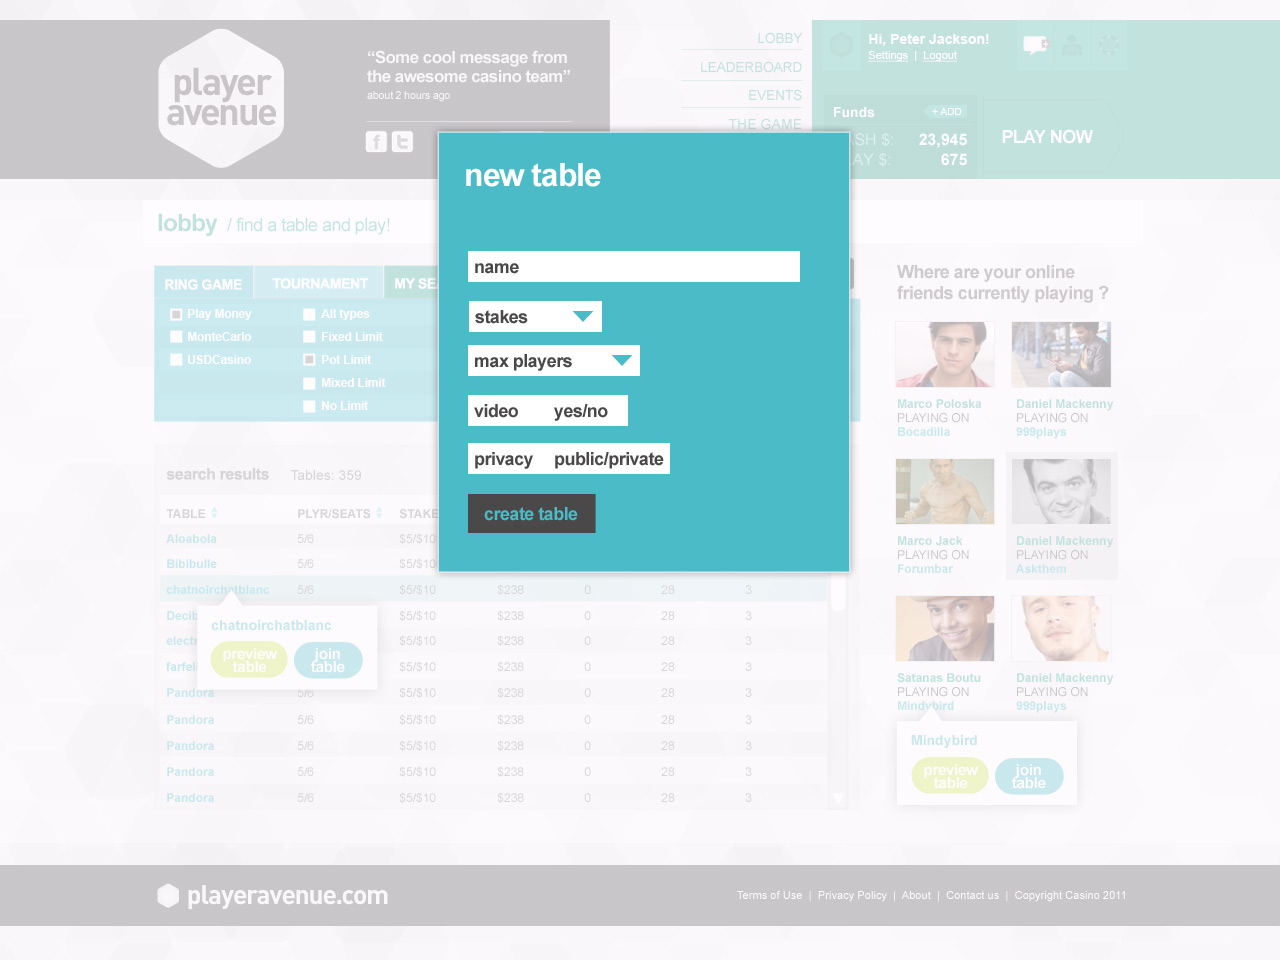 player
avenue
“Some cool message from
the awesome casino team”
about 2 hours ago
f t
LOBBY
LEADERBOARD
EVENTS
THE GAME
Hi, Peter Jackson!
Settings | Logout
Funds + ADD
ASH $: 23,945
LAY $: 675
PLAY NOW
lobby / find a table and play!
RING GAME TOURNAMENT MY SEA
Play Money All types
MonteCarlo Fixed Limit
USDCasino Pot Limit
Mixed Limit
No Limit
new table
name
stakes
max players
video yes/no
privacy public/private
create table
Where are your online
friends currently playing ?
Marco Poloska
PLAYING ON
Bocadilla
Daniel Mackenny
PLAYING ON
999plays
Marco Jack
PLAYING ON
Forumbar
Daniel Mackenny
PLAYING ON
Askthem
Satanas Boutu
PLAYING ON
Mindybird
Daniel Mackenny
PLAYING ON
999plays
Mindybird
preview
table
join
table
search results Tables: 359
TABLE PLYR/SEATS STAKE
Aloabola 5/6 $5/$10
Bibibulle 5/6 $5/$10
chatnoirchatblanc 5/6 $5/$10 $238 0 28 3
Decib $5/$10 $238 0 28 3
electr $5/$10 $238 0 28 3
farfell $5/$10 $238 0 28 3
chatnoirchatblanc
preview
table
join
table
Pandora 5/6 $5/$10 $238 0 28 3
Pandora 5/6 $5/$10 $238 0 28 3
Pandora 5/6 $5/$10 $238 0 28 3
Pandora 5/6 $5/$10 $238 0 28 3
Pandora 5/6 $5/$10 $238 0 28 3
playeravenue.com
Terms of Use | Privacy Policy | About | Contact us | Copyright Casino 2011